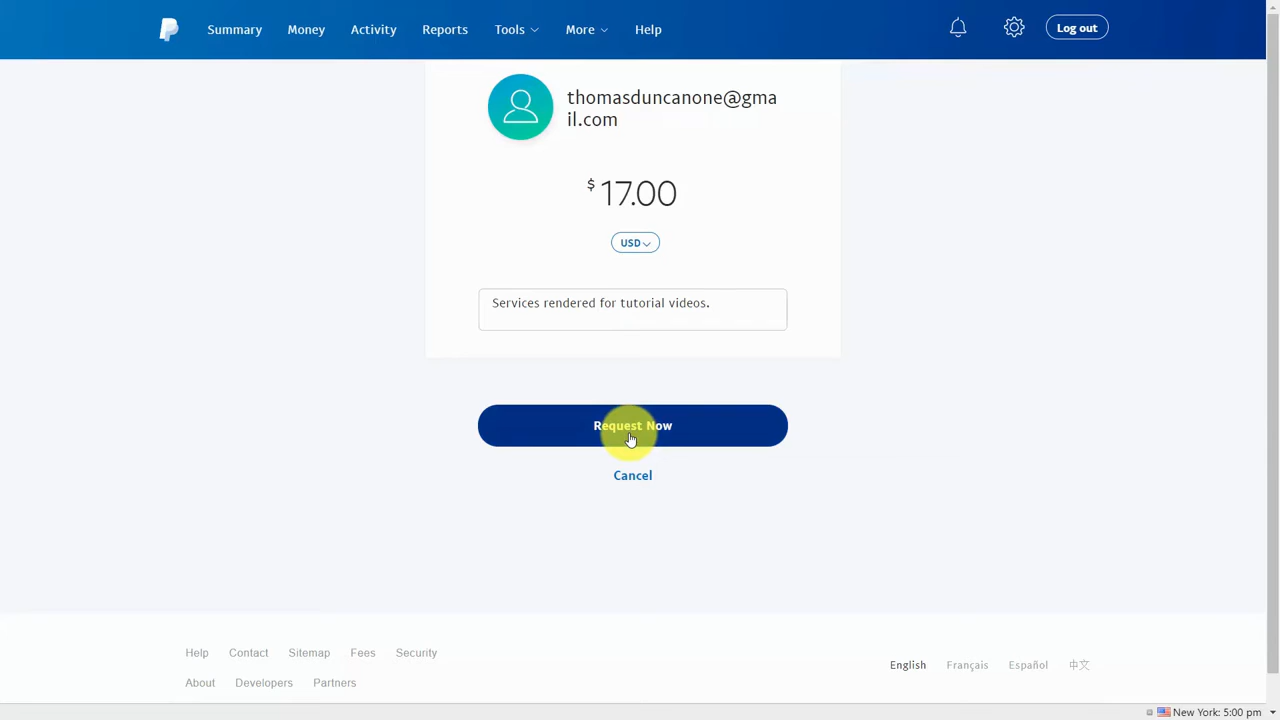 Summary Money Activity Reports Tools More Help Log out
thomasduncanone@gma
il.com
$ 17.00
USD
Services rendered for tutorial videos.
Request Now
Cancel
Help Contact Sitemap Fees Security
English Français Español 中文
About Developers Partners
New York: 5:00 pm